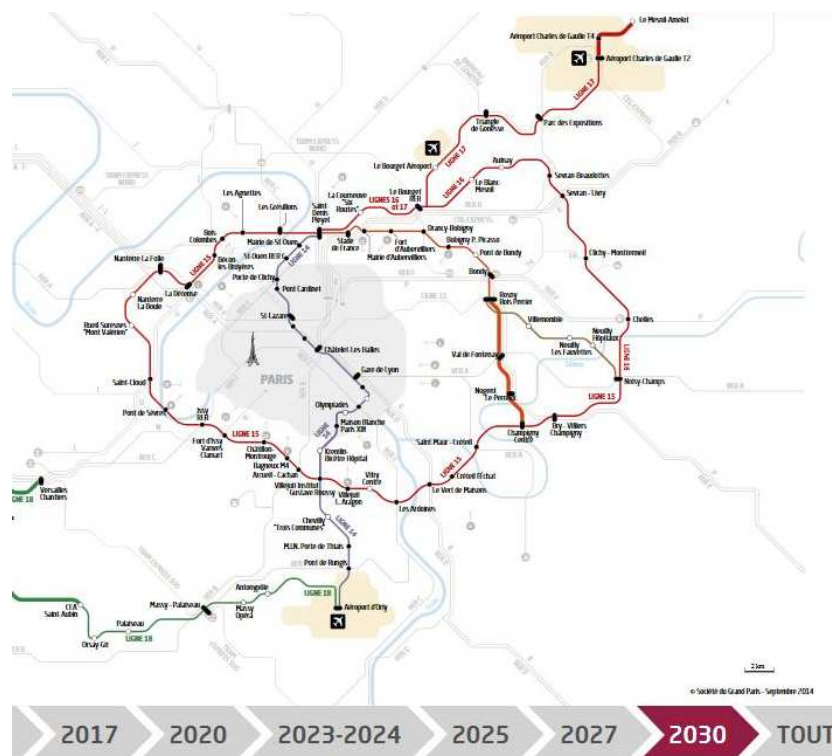 Le Mesnil Amelot
Aéroport Charles de Gaulle T4
Aéroport Charles de Gaulle T2
LIGNE 17
Triangle
de Gonesse
Parc des Expositions
LIGNE 17
Le Bourget Aéroport
Aulnay
Le Bourget
RER
LIGNE 16
Le Blanc
Mesnil
Sevran-Beaudottes
Sevran - Livry
La Courneuve
"Six
Routes"
LIGNES 16
et 17
Les Agnettes
Les Grésillons
Saint-
Denis
Pleyel
Bois
Colombes
Mairie de St Ouen
Stade
de France
Drancy-Bobigny
Fort
d'Aubervilliers
Mairie d'Aubervilliers
Bobigny P. Picasso
Pont de Bondy
Clichy - Montfermeil
St-Ouen RER C
LIGNE 14
Nanterre La Folie
LIGNE 15
Bécon-
les-Bruyères
Porte de Clichy
Bondy
La Défense
Pont Cardinet
Nanterre
La Boule
Rosny
Bois Perrier
Chelles
Rueil Suresnes
"Mont Valérien"
St-Lazare
Villemomble
Neuilly
Hôpitaux
Neuilly
Les Fauvettes
LIGNE 16
Châtelet-Les Halles
Val de Fontenay
PARIS
Gare de Lyon
Noisy-Champs
Saint-Cloud
Nogent
Le Perreux
LIGNE 15
Olympiades
Pont de Sèvres
Issy
RER
Maison Blanche
Paris XIII
Champigny
Centre
Bry - Villiers
Champigny
LIGNE 14
LIGNE 15
Fort d'Issy
Vanves
Clamart
Châtillon
Montrouge
Kremlin-
Bicêtre Hôpital
Saint-Maur - Créteil
Bagneux M4
Arcueil - Cachan
LIGNE 15
Vitry
Centre
Créteil l'Échat
Versailles
Chantiers
Villejuif Institut
Gustave Roussy
Villejuif
L. Aragon
Le Vert de Maisons
LIGNE 18
Les Ardoines
Chevilly
"Trois Communes"
LIGNE 14
M.I.N. Porte de Thiais
Pont de Rungis
Antonypôle
LIGNE 18
CEA
Saint-Aubin
Massy - Palaiseau
Massy
Opéra
Aéroport d'Orly
Palaiseau
LIGNE 18
Orsay-Gif
2 km
© Société du Grand Paris - Septembre 2014
2017 2020 2023-2024 2025 2027 2030 TOUT